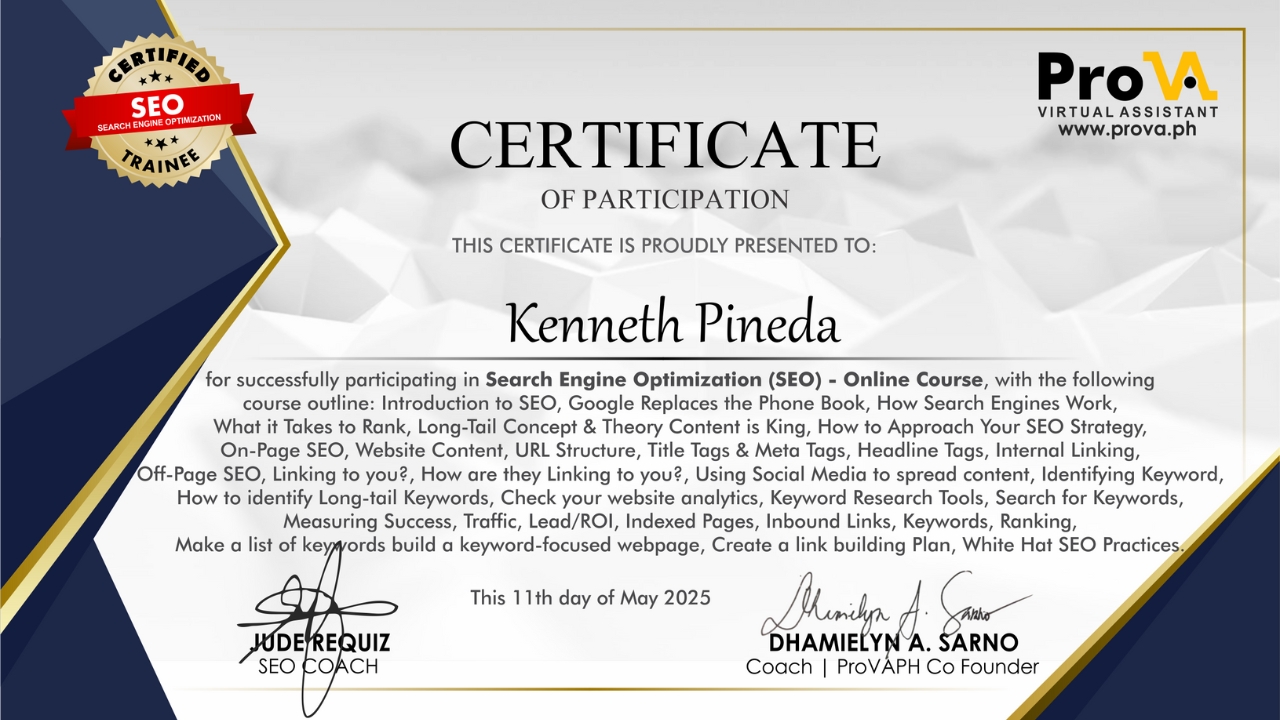 CERTIFIED
SEO
SEARCH ENGINE OPTIMIZATION
TRAINEE
ProVA
VIRTUAL ASSISTANT
www.prova.ph
CERTIFICATE
OF PARTICIPATION
THIS CERTIFICATE IS PROUDLY PRESENTED TO:
Kenneth Pineda
for successfully participating in Search Engine Optimization (SEO) - Online Course, with the following
course outline: Introduction to SEO, Google Replaces the Phone Book, How Search Engines Work,
What it Takes to Rank, Long-Tail Concept & Theory Content is King, How to Approach Your SEO Strategy,
On-Page SEO, Website Content, URL Structure, Title Tags & Meta Tags, Headline Tags, Internal Linking,
Off-Page SEO, Linking to you?, How are they Linking to you?, Using Social Media to spread content, Identifying Keyword,
How to identify Long-tail Keywords, Check your website analytics, Keyword Research Tools, Search for Keywords,
Measuring Success, Traffic, Lead/ROI, Indexed Pages, Inbound Links, Keywords, Ranking,
Make a list of keywords build a keyword-focused webpage, Create a link building Plan, White Hat SEO Practices.
This 11th day of May 2025
JUDE REQUIZ
SEO COACH
Dhamielyn A. Sarno
DHAMIELYN A. SARNO
Coach | ProVAPH Co Founder